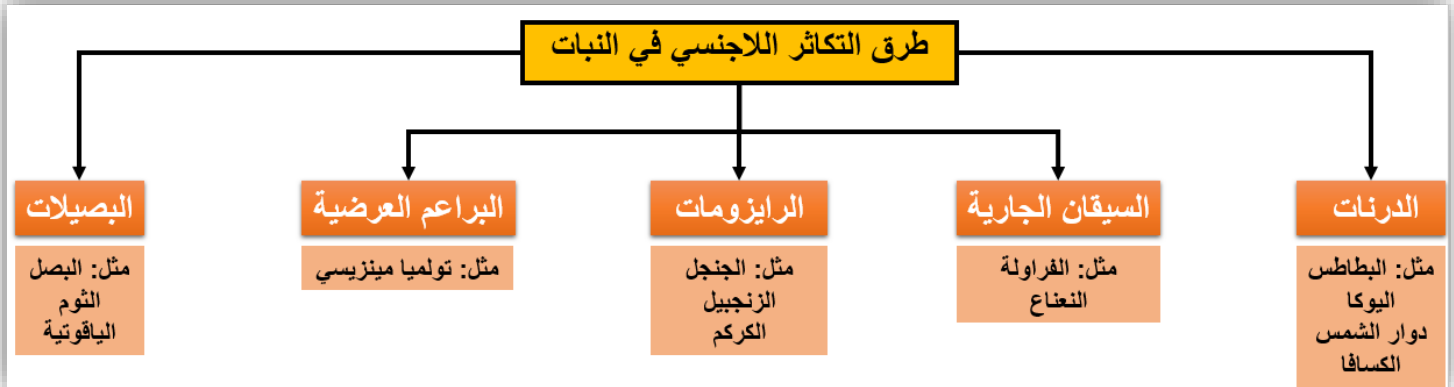 طرق التكاثر اللاجنسي في النبات
الدرنات
مثل: البطاطس
اليوكا
دوار الشمس
الكسافا
السيقان الجارية
مثل: الفراولة
النعناع
الرايزومات
مثل: الجنجل
الزنجبيل
الكركم
البراعم العرضية
مثل: تولميا مينزيسي
البصيلات
مثل: البصل
الثوم
الياقوتية